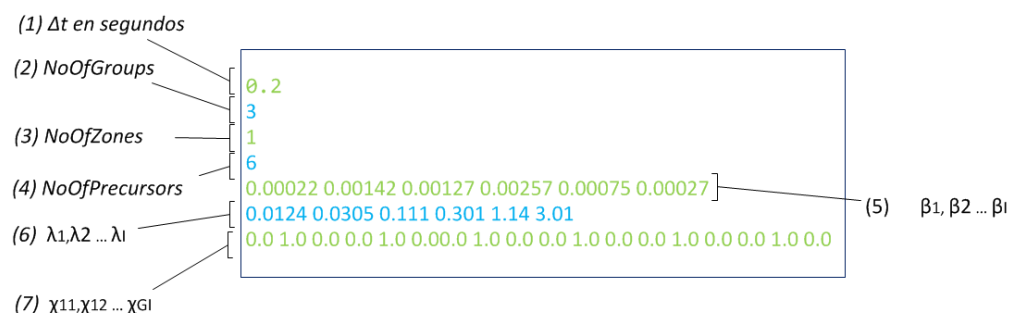 (1) Δt en segundos
(2) NoOfGroups
0.2
3
(3) NoOfZones
1
6
(4) NoOfPrecursors
0.00022 0.00142 0.00127 0.00257 0.00075 0.00027
(5) β1, β2 ... βI
0.0124 0.0305 0.111 0.301 1.14 3.01
(6) λ1,λ2 ... λI
0.0 1.0 0.0 0.0 1.0 0.00.0 1.0 0.0 0.0 1.0 0.0 0.0 1.0 0.0 0.0 1.0 0.0
(7) χ11,χ12 ... χGI